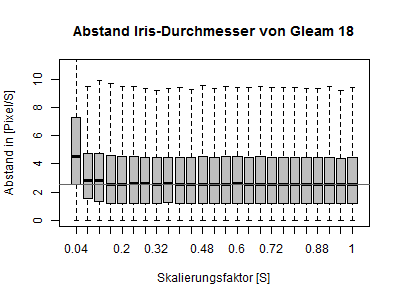 Abstand Iris-Durchmesser von Gleam 18
Abstand in [Pixel/S]
10
8
6
4
2
0
0.04 0.2 0.32 0.48 0.6 0.72 0.88 1
Skalierungsfaktor [S]